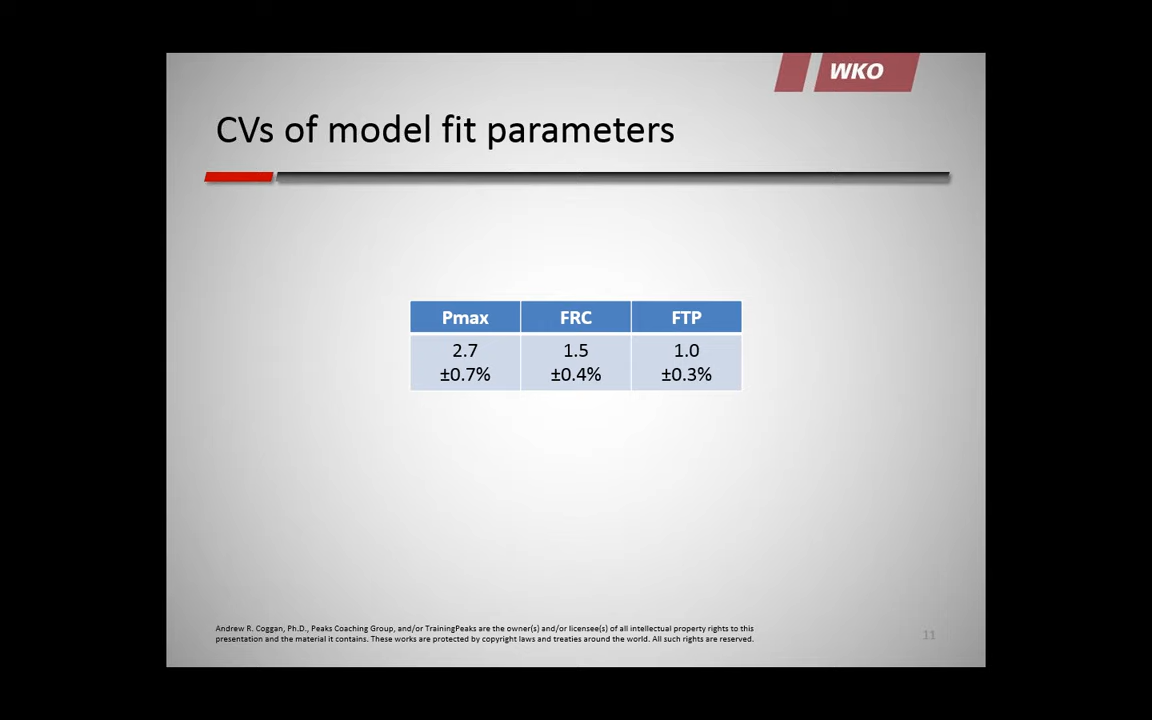 WKO
CVs of model fit parameters
Pmax FRC FTP
2.7 1.5 1.0
±0.7% ±0.4% ±0.3%
Andrew R. Coggan, Ph.D., Peaks Coaching Group, and/or TrainingPeaks are the owner(s) and/or licensee(s) of all intellectual property rights to this
presentation and the material it contains. These works are protected by copyright laws and treaties around the world. All such rights are reserved.
11